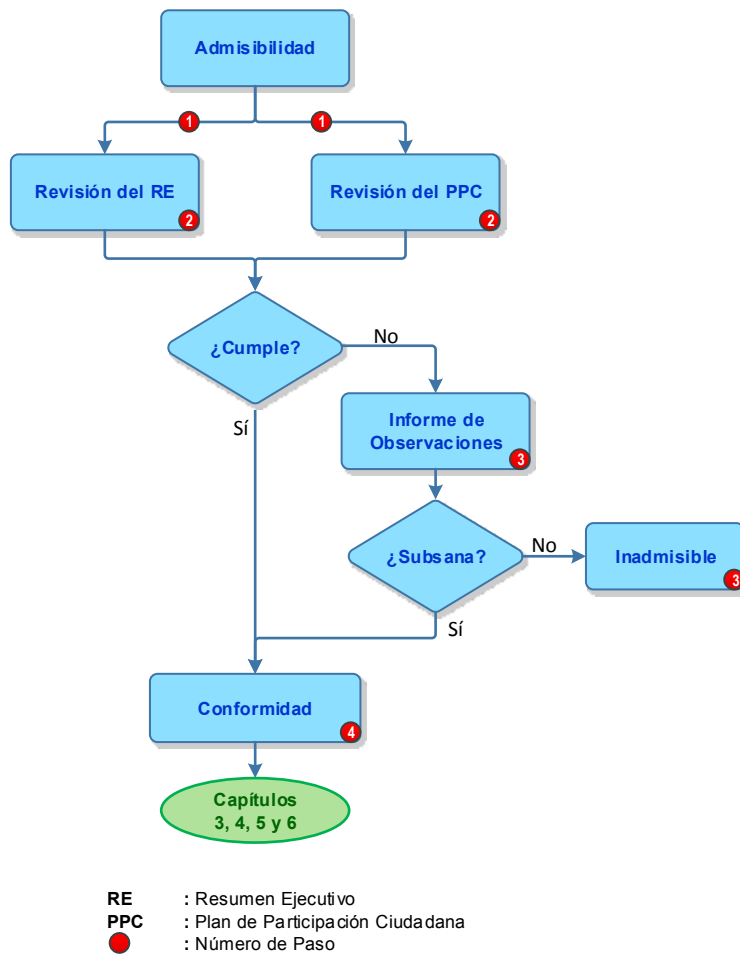 Admisibilidad
1
1
Revisión del RE
2
Revisión del PPC
2
¿Cumple?
No
Sí
Informe de
Observaciones
3
¿Subsana?
No
Inadmisible
3
Sí
Conformidad
4
Capítulos
3, 4, 5 y 6
RE : Resumen Ejecutivo
PPC : Plan de Participación Ciudadana
: Número de Paso